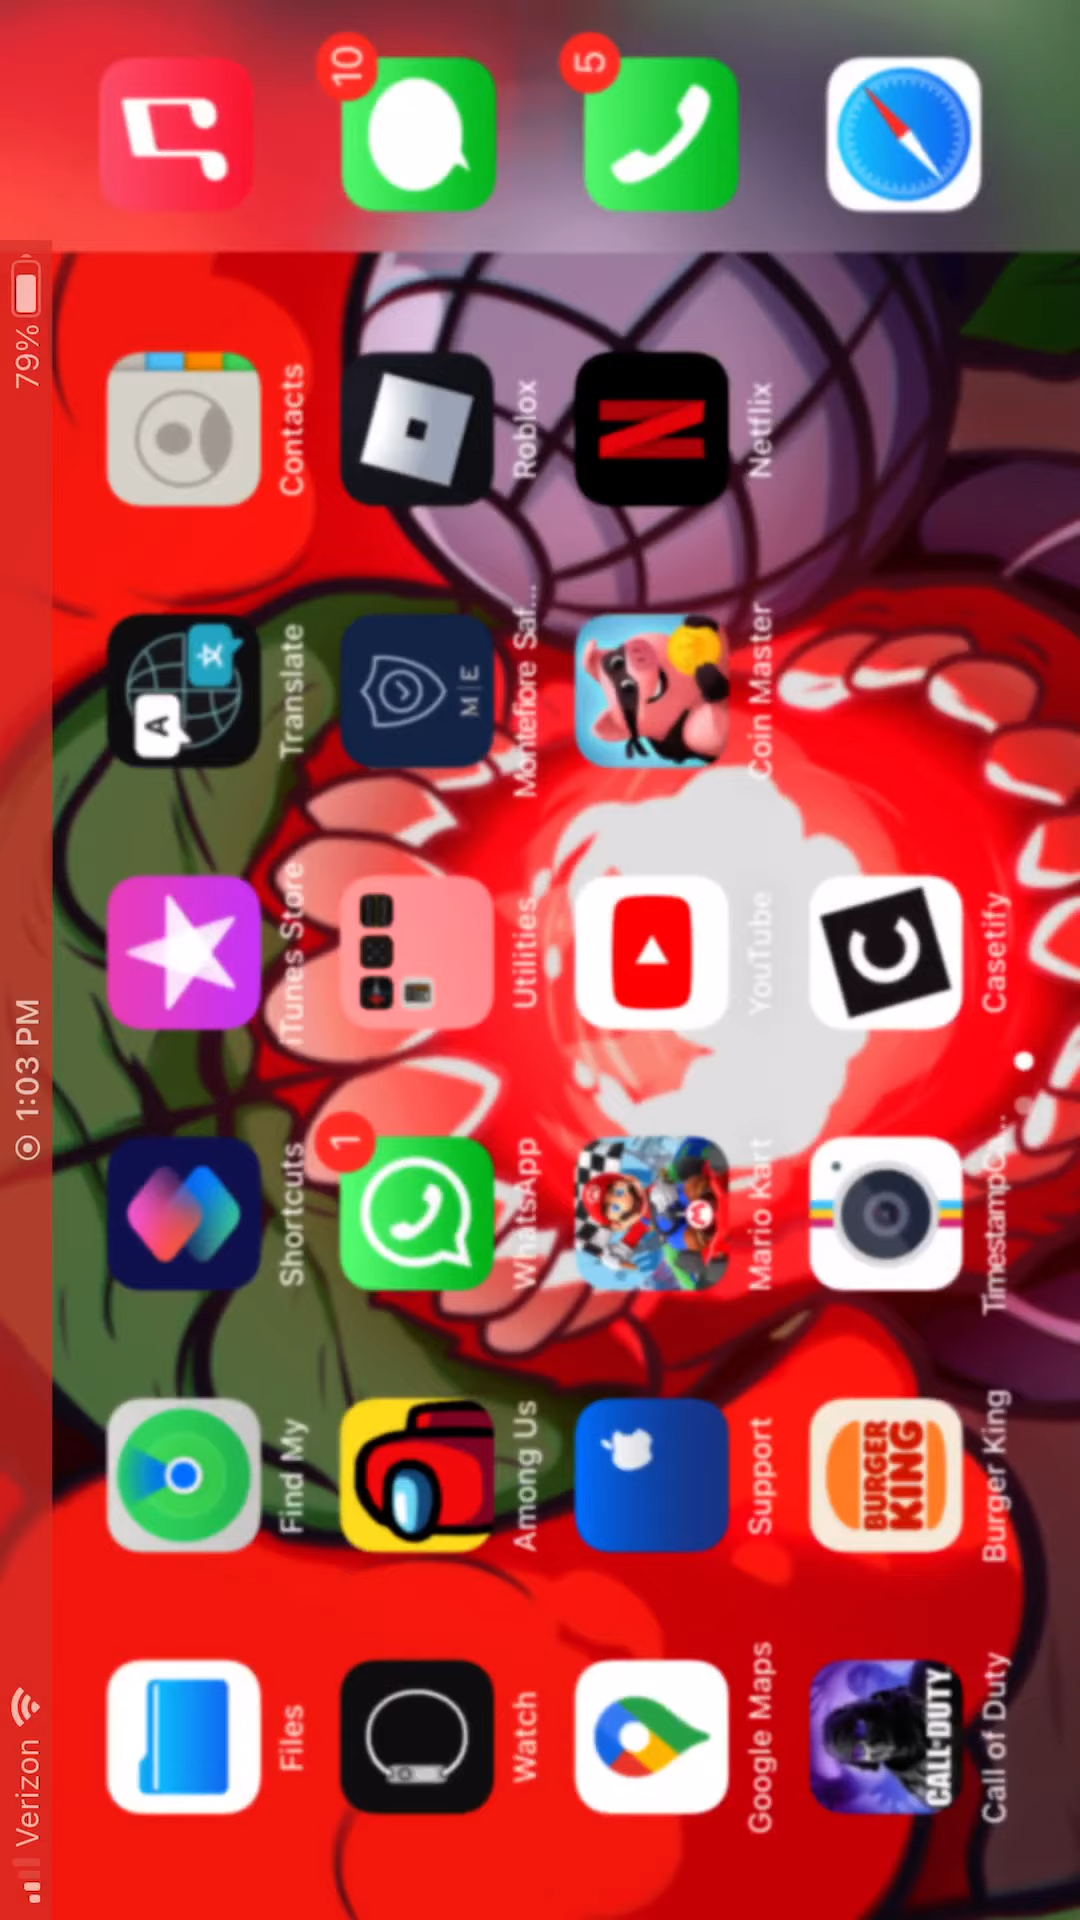 Verizon 1:03 PM 79%
Files Find My Shortcuts iTunes Store Translate Contacts
1
Watch Among Us WhatsApp Utilities Montefiore Saf... Roblox
M|E
Google Maps Support Mario Kart YouTube Coin Master Netflix
CALL OF DUTY BURGER KING
Call of Duty Burger King TimestampCa... Casetify
10
5